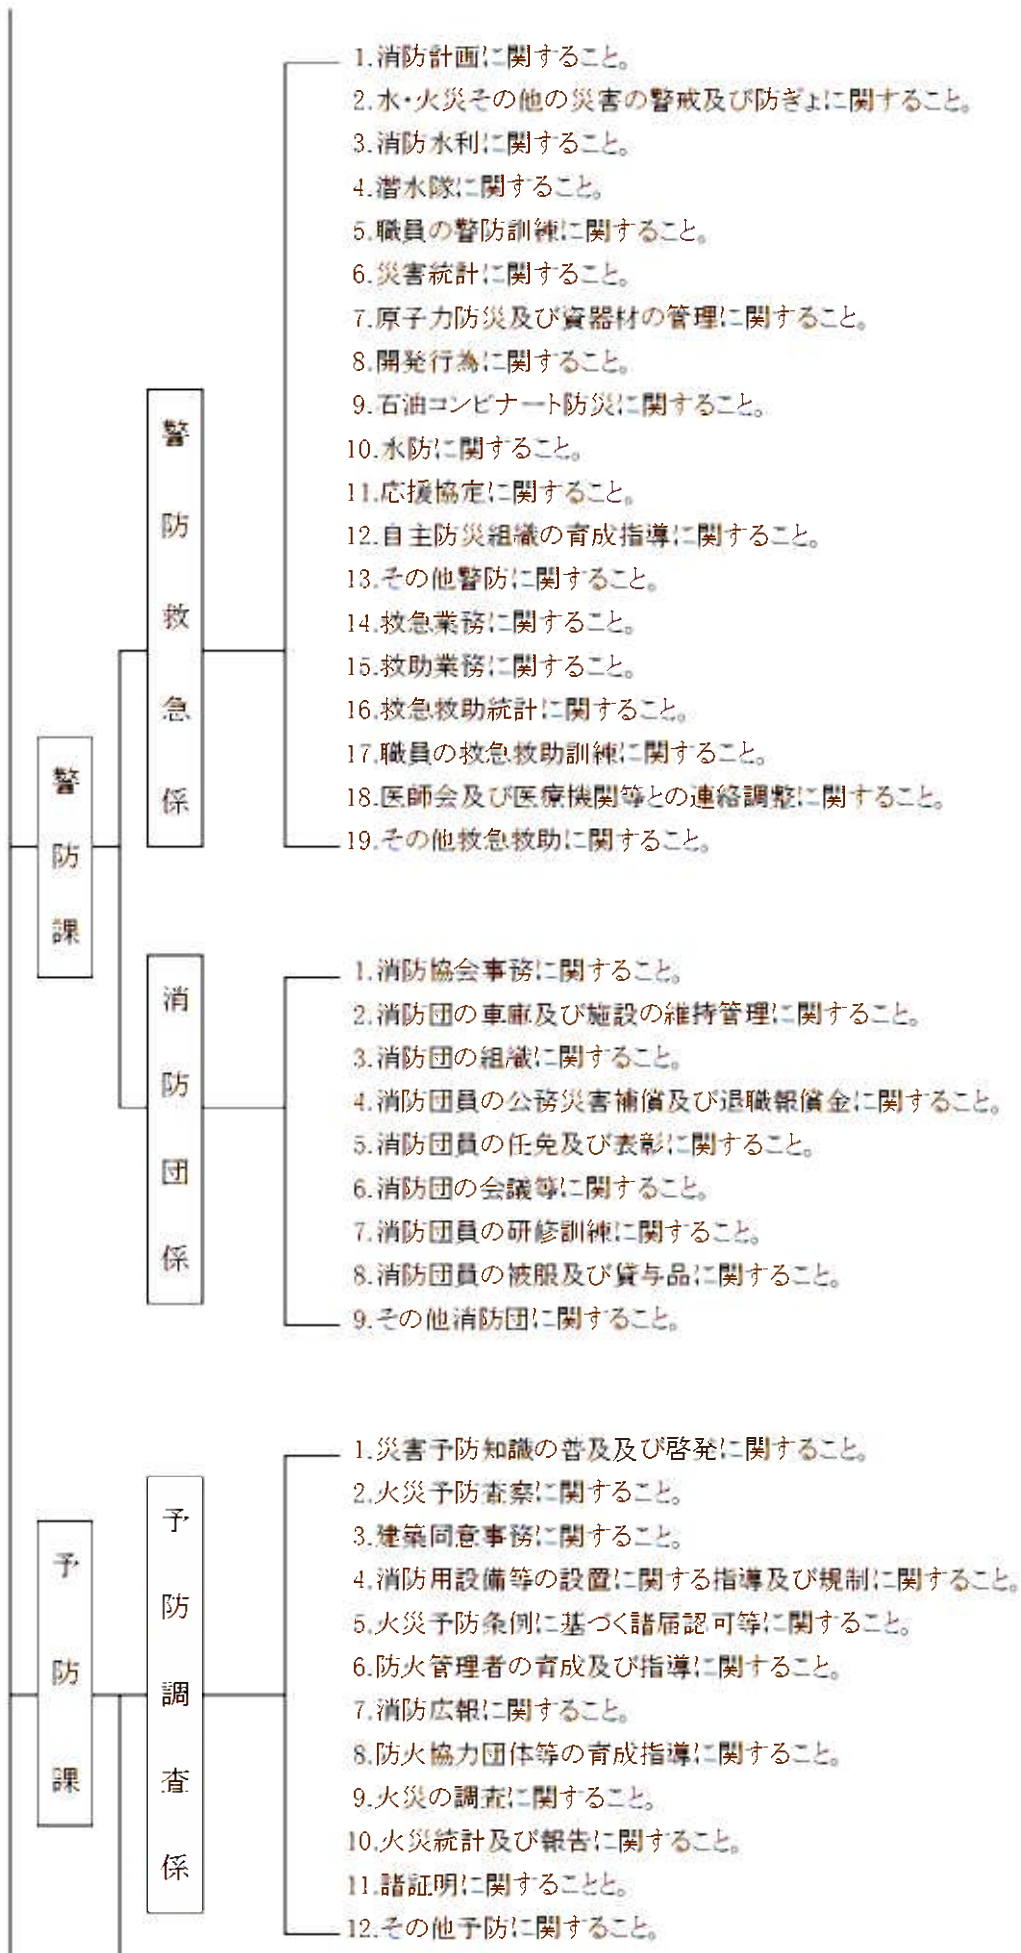 警防課
警防救急係
1.消防計画に関すること。
2.水・火災その他の災害の警戒及び防ぎょに関すること。
3.消防水利に関すること。
4.潜水隊に関すること。
5.職員の警防訓練に関すること。
6.災害統計に関すること。
7.原子力防災及び資器材の管理に関すること。
8.開発行為に関すること。
9.石油コンビナート防災に関すること。
10.水防に関すること。
11.応援協定に関すること。
12.自主防災組織の育成指導に関すること。
13.その他警防に関すること。
14.救急業務に関すること。
15.救助業務に関すること。
16.救急救助統計に関すること。
17.職員の救急救助訓練に関すること。
18.医師会及び医療機関等との連絡調整に関すること。
19.その他救急救助に関すること。
消防団係
1.消防協会事務に関すること。
2.消防団の車庫及び施設の維持管理に関すること。
3.消防団の組織に関すること。
4.消防団員の公務災害補償及び退職報償金に関すること。
5.消防団員の任免及び表彰に関すること。
6.消防団の会議等に関すること。
7.消防団員の研修訓練に関すること。
8.消防団員の被服及び貸与品に関すること。
9.その他消防団に関すること。
予防課
予防調査係
1.災害予防知識の普及及び啓発に関すること。
2.火災予防査察に関すること。
3.建築同意事務に関すること。
4.消防用設備等の設置に関する指導及び規制に関すること。
5.火災予防条例に基づく諸届認可等に関すること。
6.防火管理者の育成及び指導に関すること。
7.消防広報に関すること。
8.防火協力団体等の育成指導に関すること。
9.火災の調査に関すること。
10.火災統計及び報告に関すること。
11.諸証明に関することと。
12.その他予防に関すること。